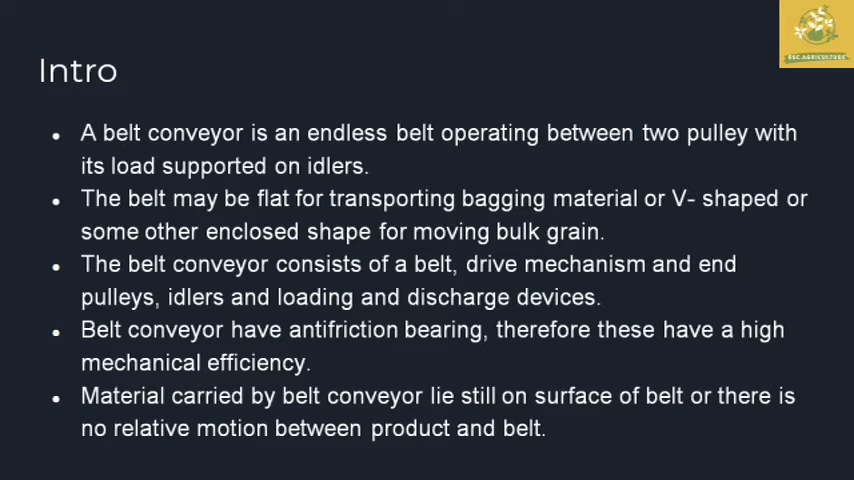 BSC.AGRICULTURE
Intro
• A belt conveyor is an endless belt operating between two pulley with
its load supported on idlers.
• The belt may be flat for transporting bagging material or V- shaped or
some other enclosed shape for moving bulk grain.
• The belt conveyor consists of a belt, drive mechanism and end
pulleys, idlers and loading and discharge devices.
• Belt conveyor have antifriction bearing, therefore these have a high
mechanical efficiency.
• Material carried by belt conveyor lie still on surface of belt or there is
no relative motion between product and belt.